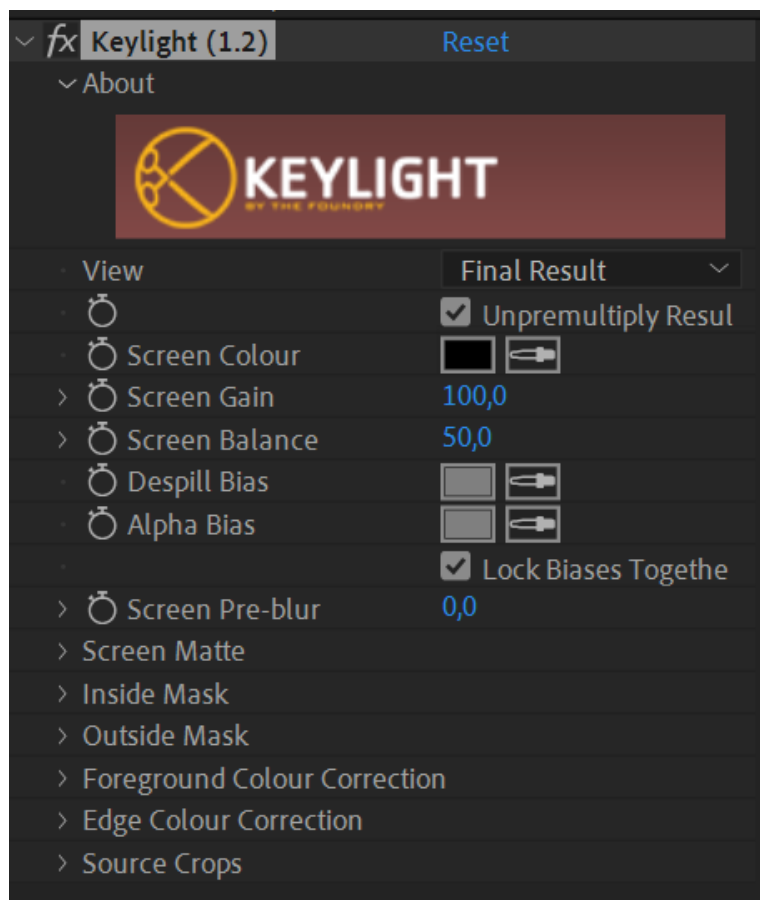 fx Keylight (1.2) Reset
About
KEYLIGHT
BY THE FOUNDRY
View Final Result
Unpremultiply Resul
Screen Colour
Screen Gain 100,0
Screen Balance 50,0
Despill Bias
Alpha Bias
Lock Biases Togethe
Screen Pre-blur 0,0
Screen Matte
Inside Mask
Outside Mask
Foreground Colour Correction
Edge Colour Correction
Source Crops